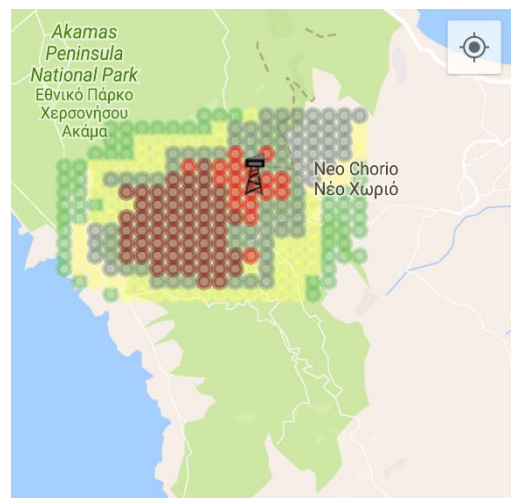 Akamas
Peninsula
National Park
Εθνικό Πάρκο
Χερσονήσου
Ακάμα
Neo Chorio
Νέο Χωριό